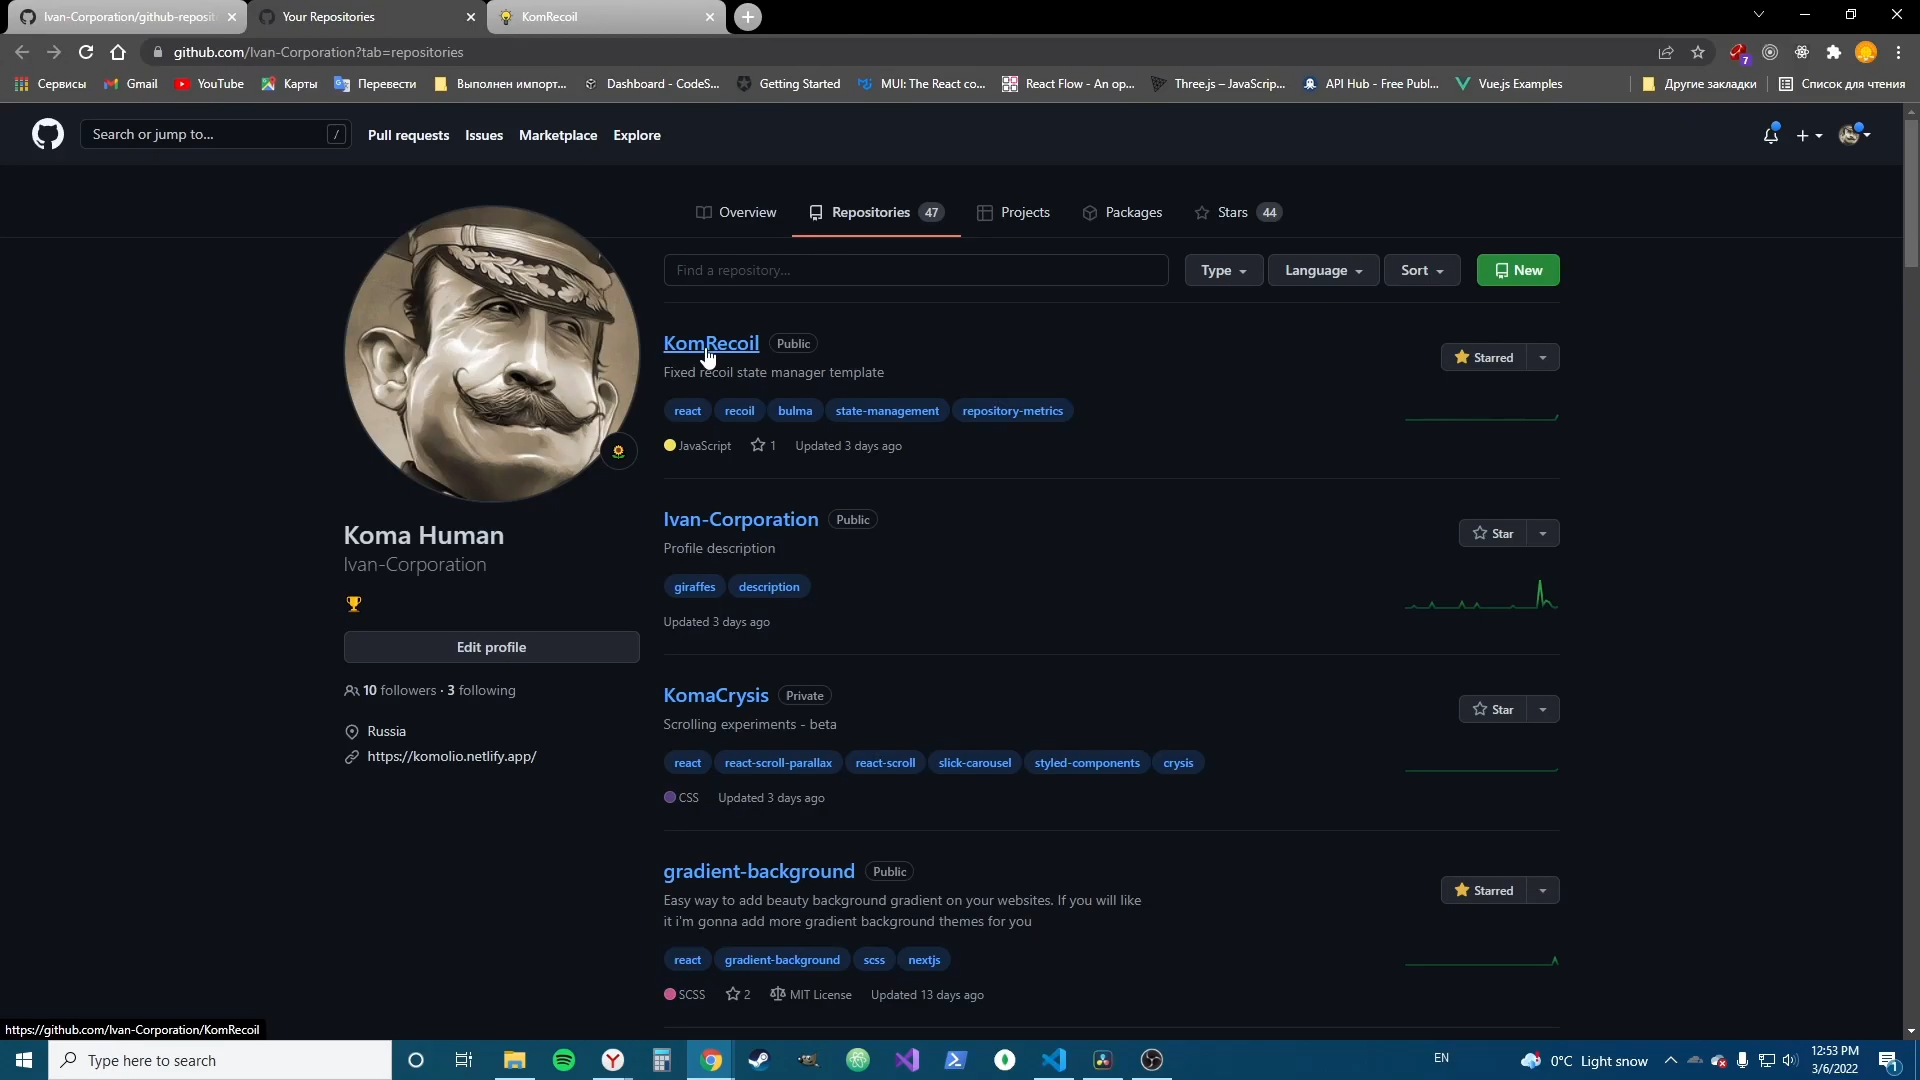 Ivan-Corporation/github-reposit
Your Repositories
KomRecoil
github.com/Ivan-Corporation?tab=repositories
7
Сервисы
Gmail
YouTube
Карты
Перевести
Выполнен импорт...
Dashboard - CodeS...
Getting Started
MUI: The React co...
React Flow - An op...
Three.js – JavaScrip...
API Hub - Free Publ...
Vue.js Examples
Другие закладки
Список для чтения
Search or jump to...
/
Pull requests
Issues
Marketplace
Explore
Overview
Repositories 47
Projects
Packages
Stars 44
Find a repository...
Type
Language
Sort
New
KomRecoil Public
Starred
Fixed recoil state manager template
react recoil bulma state-management repository-metrics
JavaScript 1 Updated 3 days ago
Ivan-Corporation Public
Star
Profile description
giraffes description
Updated 3 days ago
KomaCrysis Private
Star
Scrolling experiments - beta
react react-scroll-parallax react-scroll slick-carousel styled-components crysis
CSS Updated 3 days ago
gradient-background Public
Starred
Easy way to add beauty background gradient on your websites. If you will like
it i'm gonna add more gradient background themes for you
react gradient-background scss nextjs
SCSS 2 MIT License Updated 13 days ago
Koma Human
Ivan-Corporation
Edit profile
10 followers · 3 following
Russia
https://komolio.netlify.app/
https://github.com/Ivan-Corporation/KomRecoil
Type here to search
EN
0°C Light snow
12:53 PM
3/6/2022
1